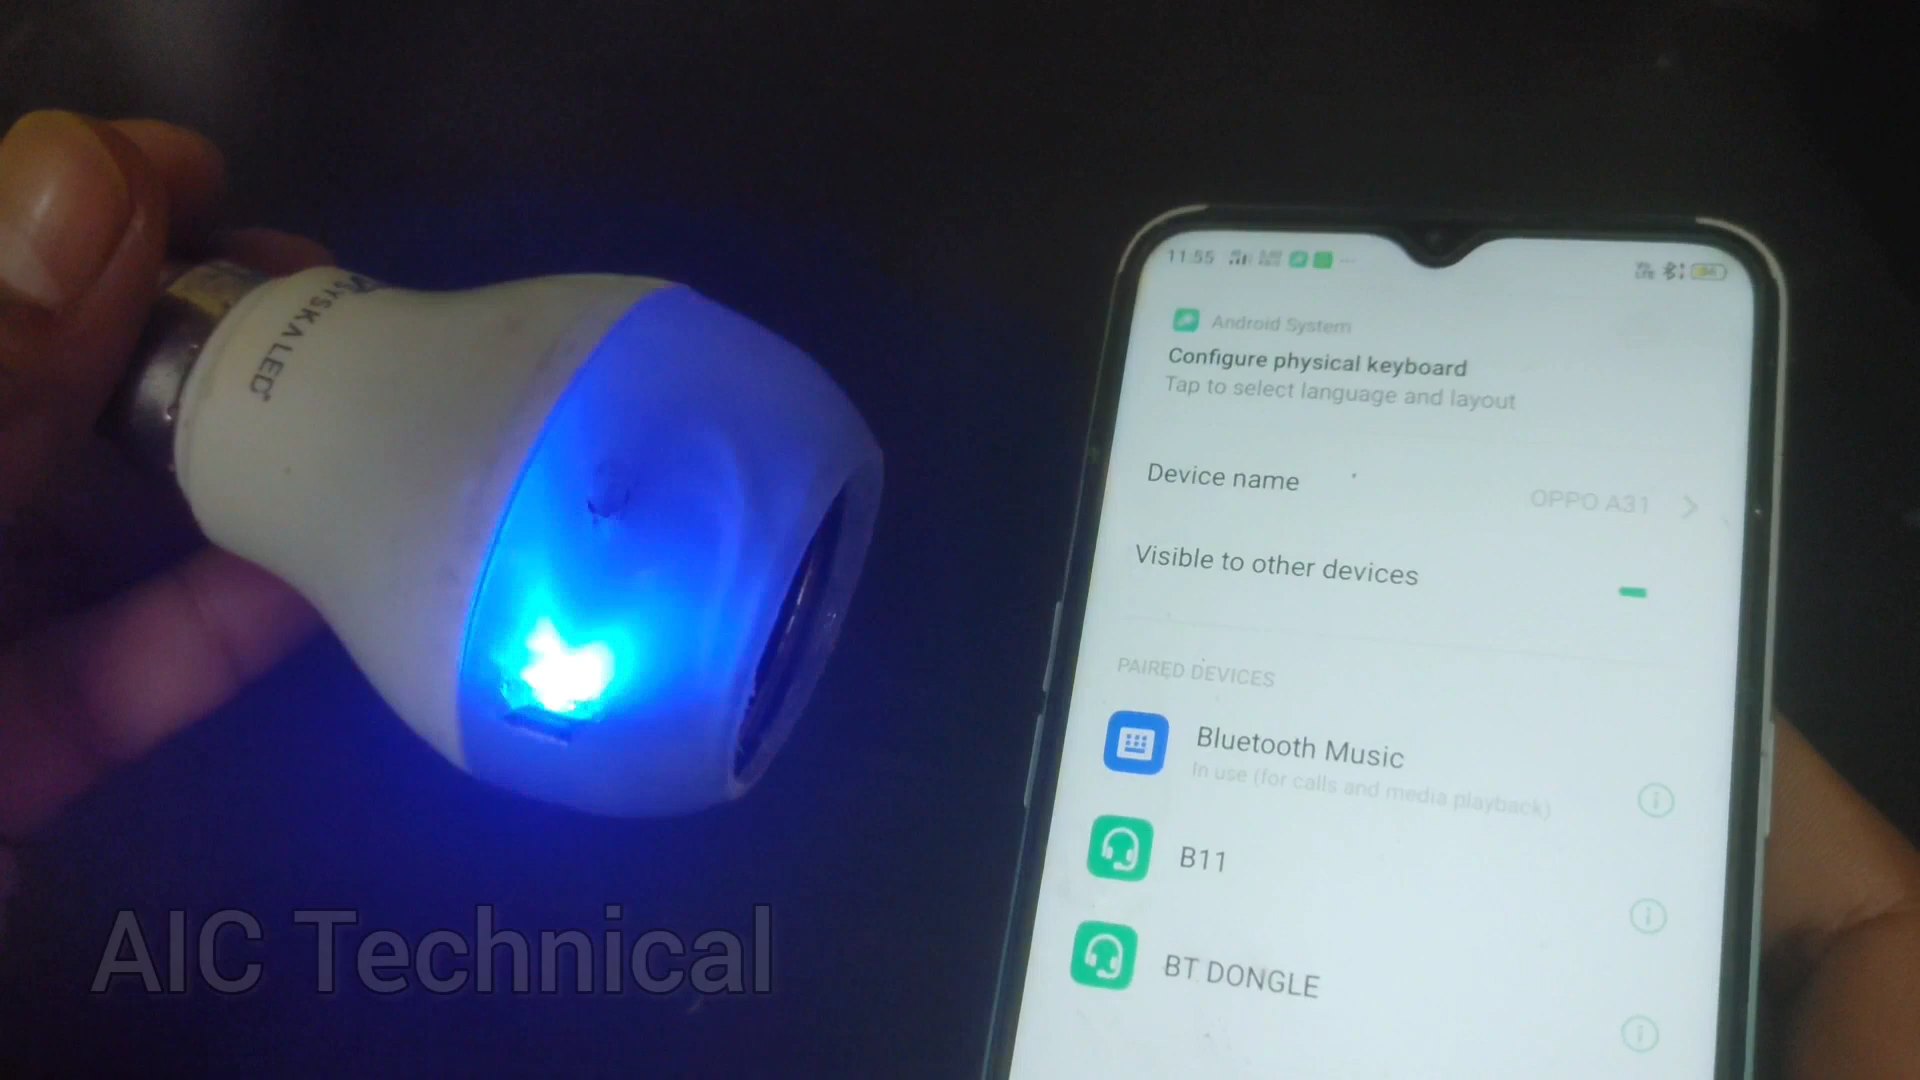 SYSKALED
11.55
Android System
Configure physical keyboard
Tap to select language and layout
Device name
OPPO A31
Visible to other devices
PAIRED DEVICES
Bluetooth Music
In use (for calls and media playback)
B11
BT DONGLE
AIC Technical